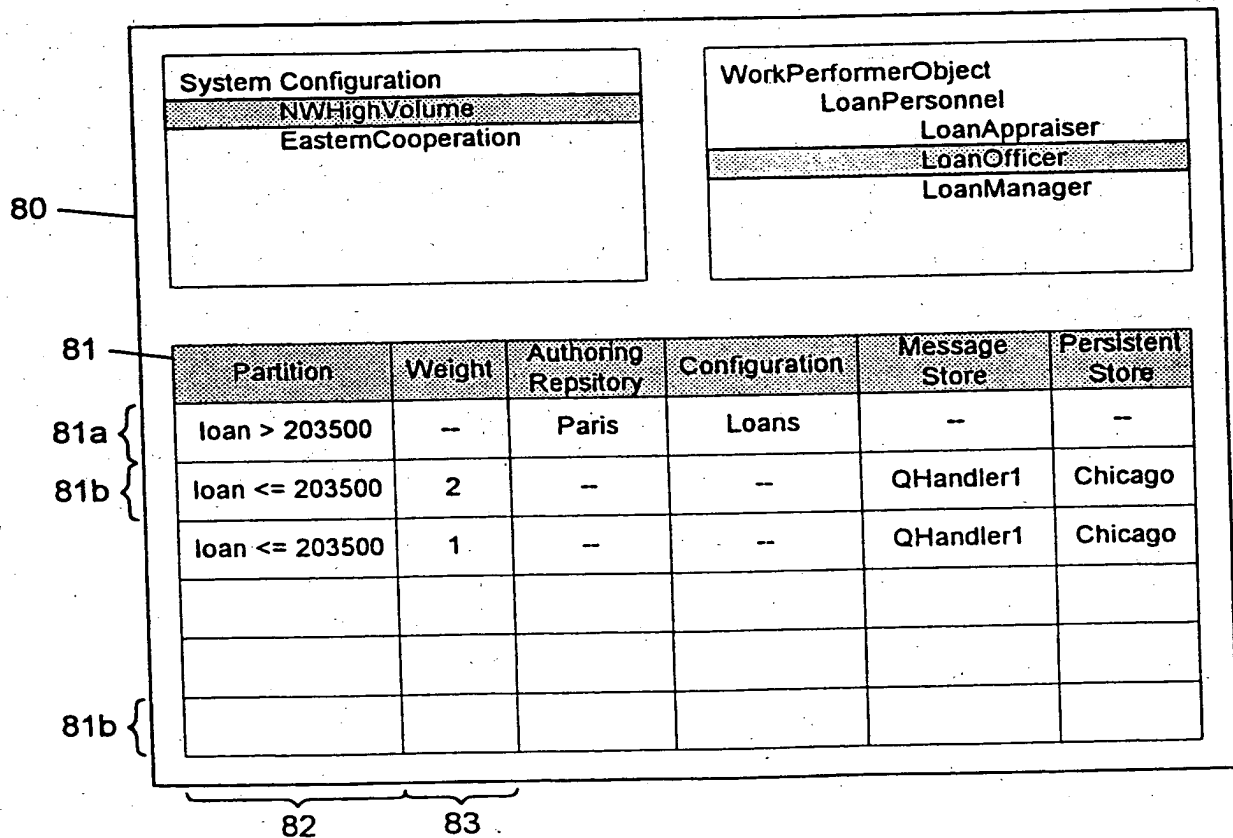 System Configuration
NWHighVolume
EasternCooperation
WorkPerformerObject
LoanPersonnel
LoanAppraiser
LoanOfficer
LoanManager
80
81
Partition Weight Authoring Repsitory Configuration Message Store Persistent Store
81a loan > 203500 -- Paris Loans -- --
81b loan <= 203500 2 -- -- QHandler1 Chicago
loan <= 203500 1 -- -- QHandler1 Chicago
81b
82 83